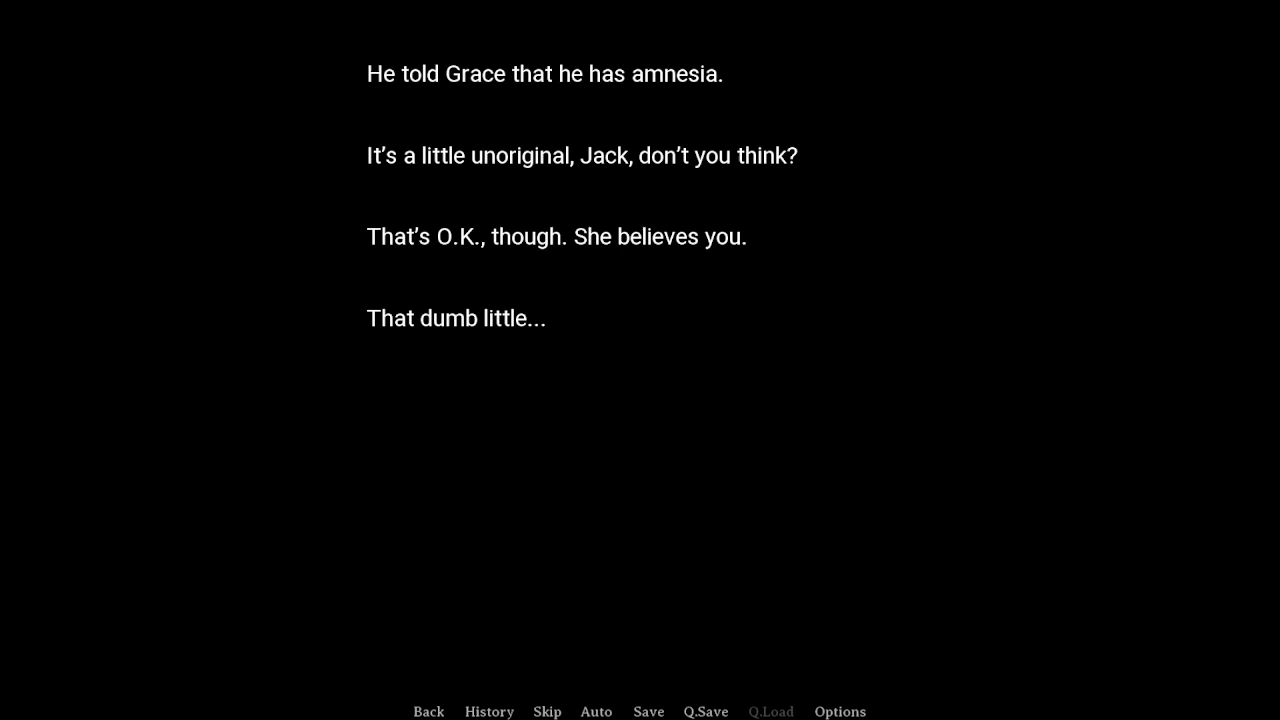 He told Grace that he has amnesia.
It’s a little unoriginal, Jack, don’t you think?
That’s O.K., though. She believes you.
That dumb little...
Back History Skip Auto Save Q.Save Q.Load Options